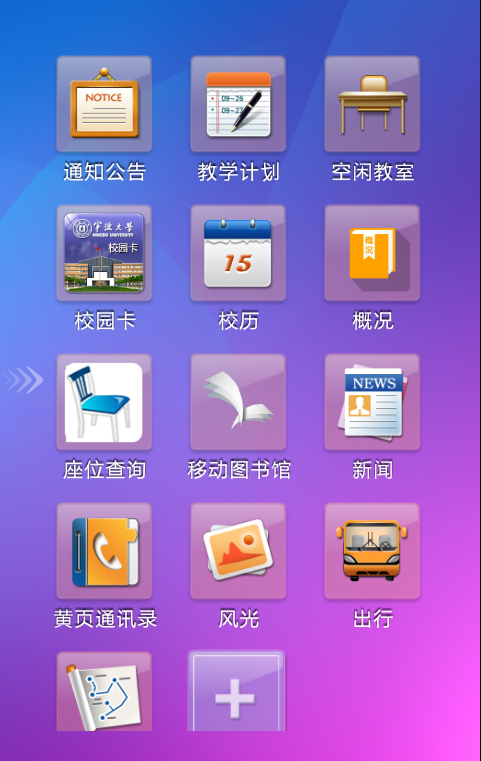 NOTICE
09-26
09-27
通知公告
教学计划
空闲教室
宁波大学
NINGBO UNIVERSITY
校园卡
15
概况
校园卡
校历
概况
NEWS
座位查询
移动图书馆
新闻
黄页通讯录
风光
出行